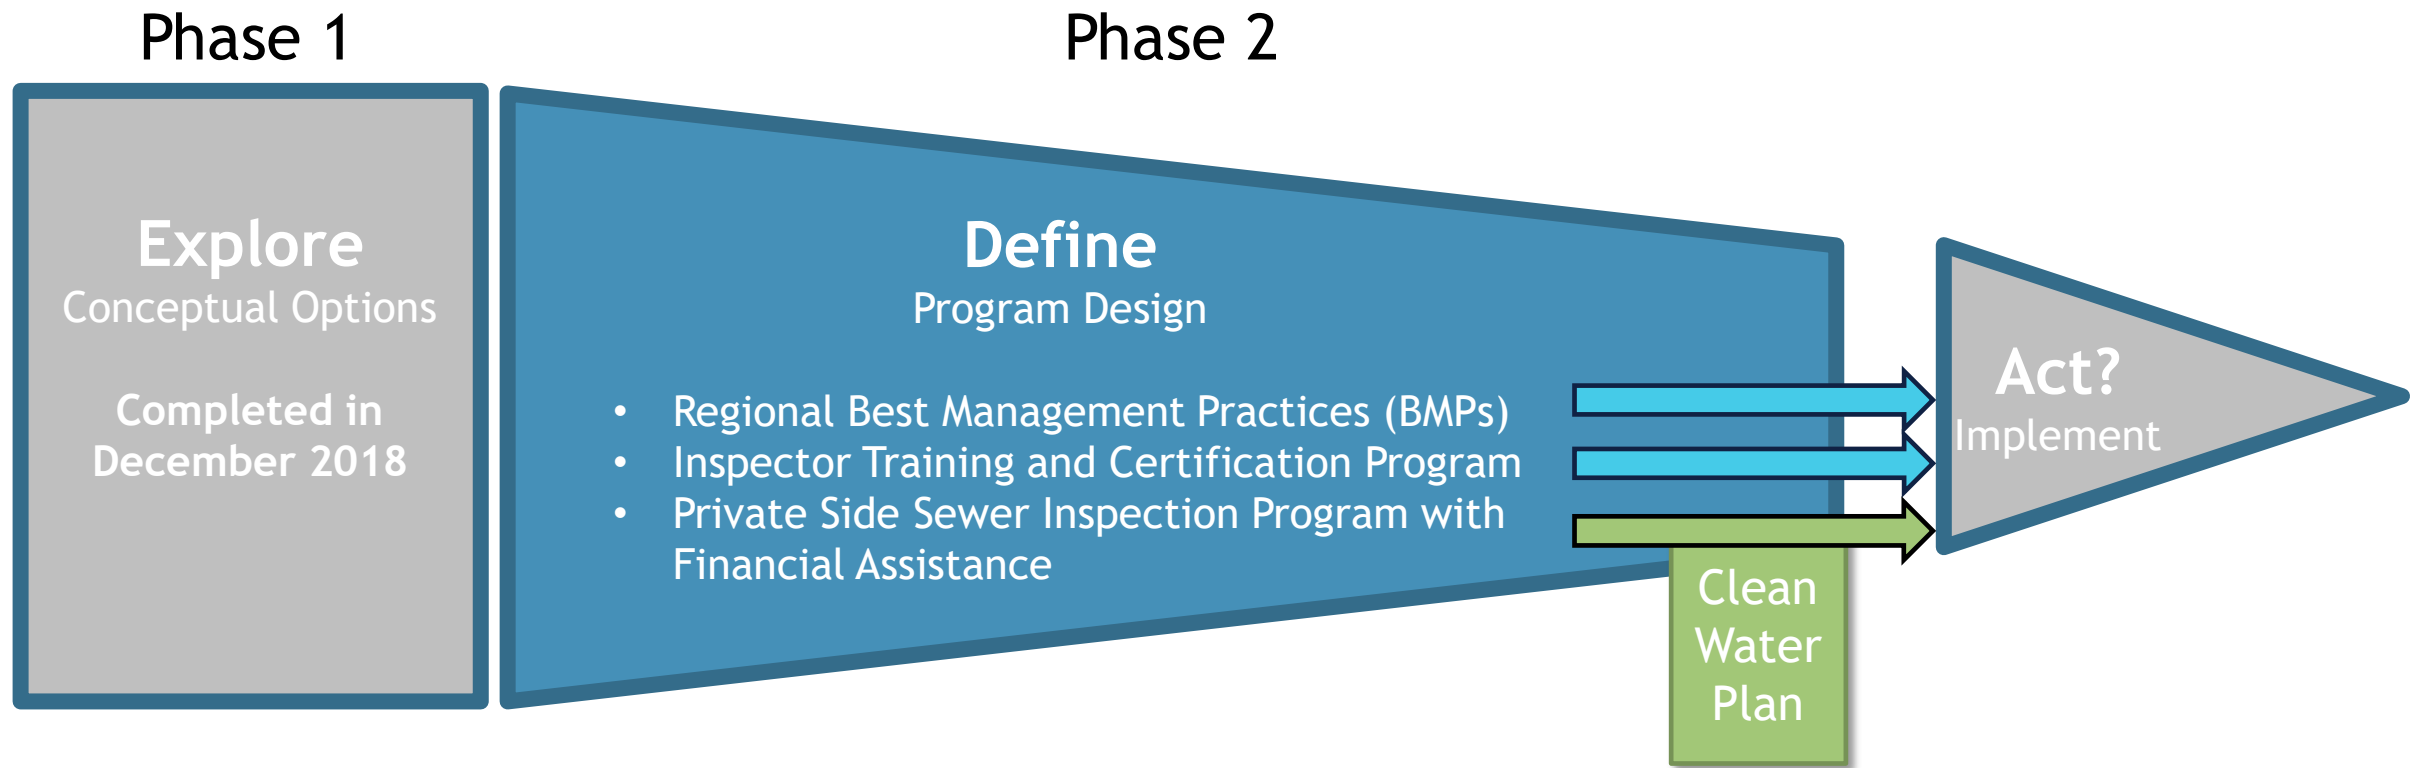 Phase 1
Phase 2
Explore
Conceptual Options
Completed in
December 2018
Define
Program Design
• Regional Best Management Practices (BMPs)
• Inspector Training and Certification Program
• Private Side Sewer Inspection Program with
Financial Assistance
Clean
Water
Plan
Act?
Implement